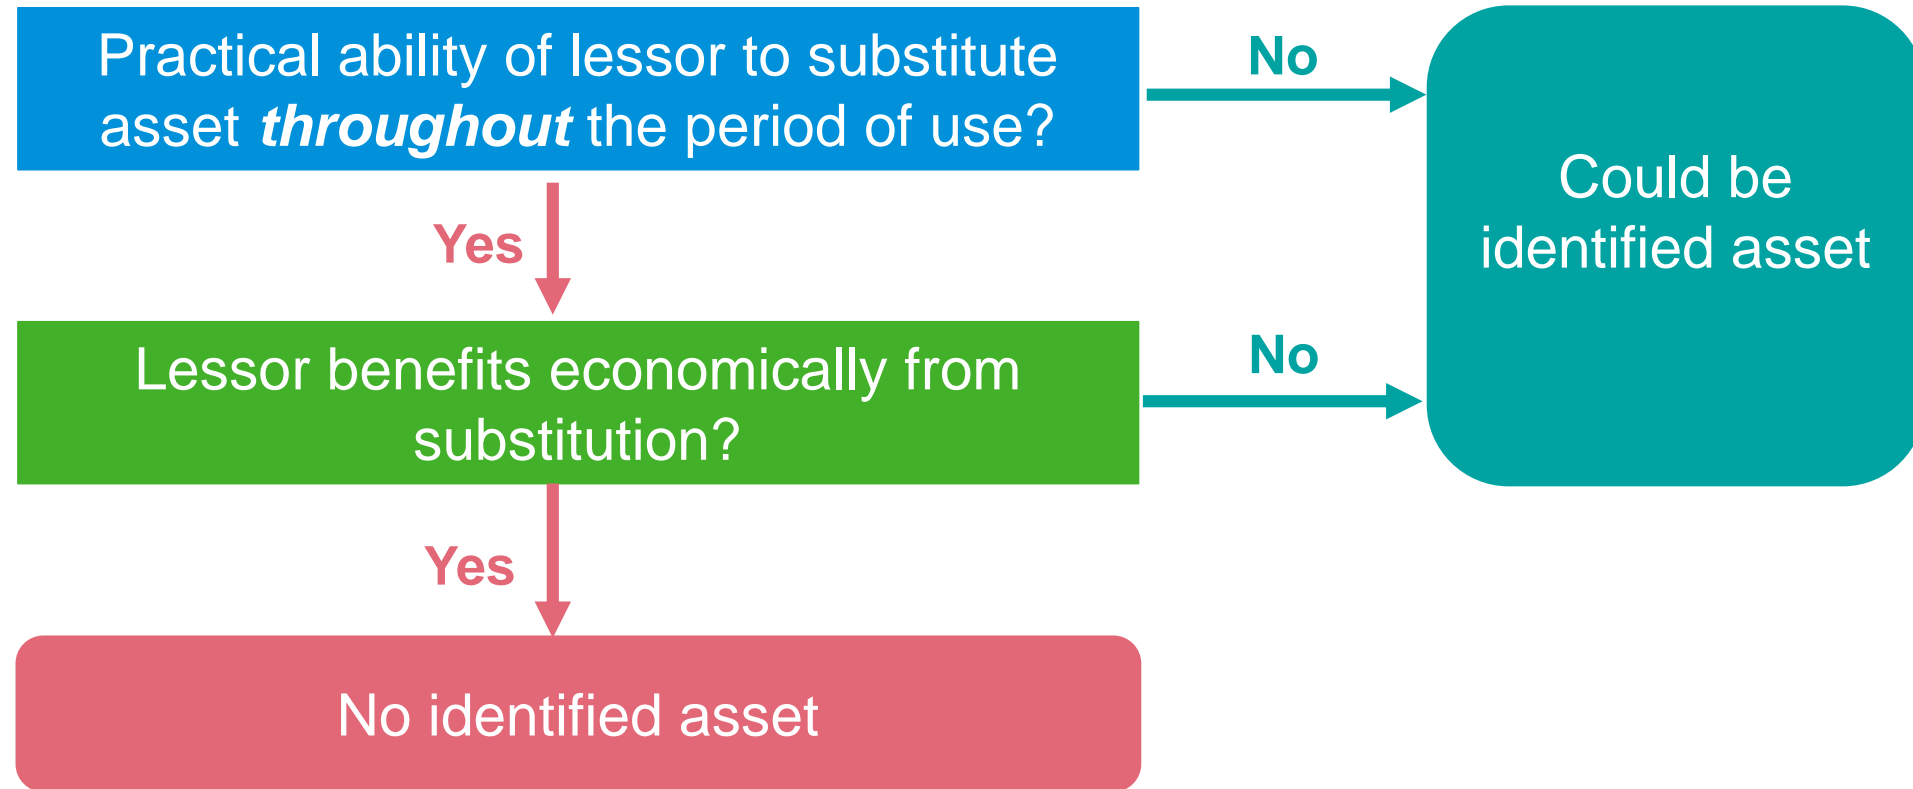 Practical ability of lessor to substitute
asset throughout the period of use?
No
Could be
identified asset
Yes
Lessor benefits economically from
substitution?
No
Yes
No identified asset